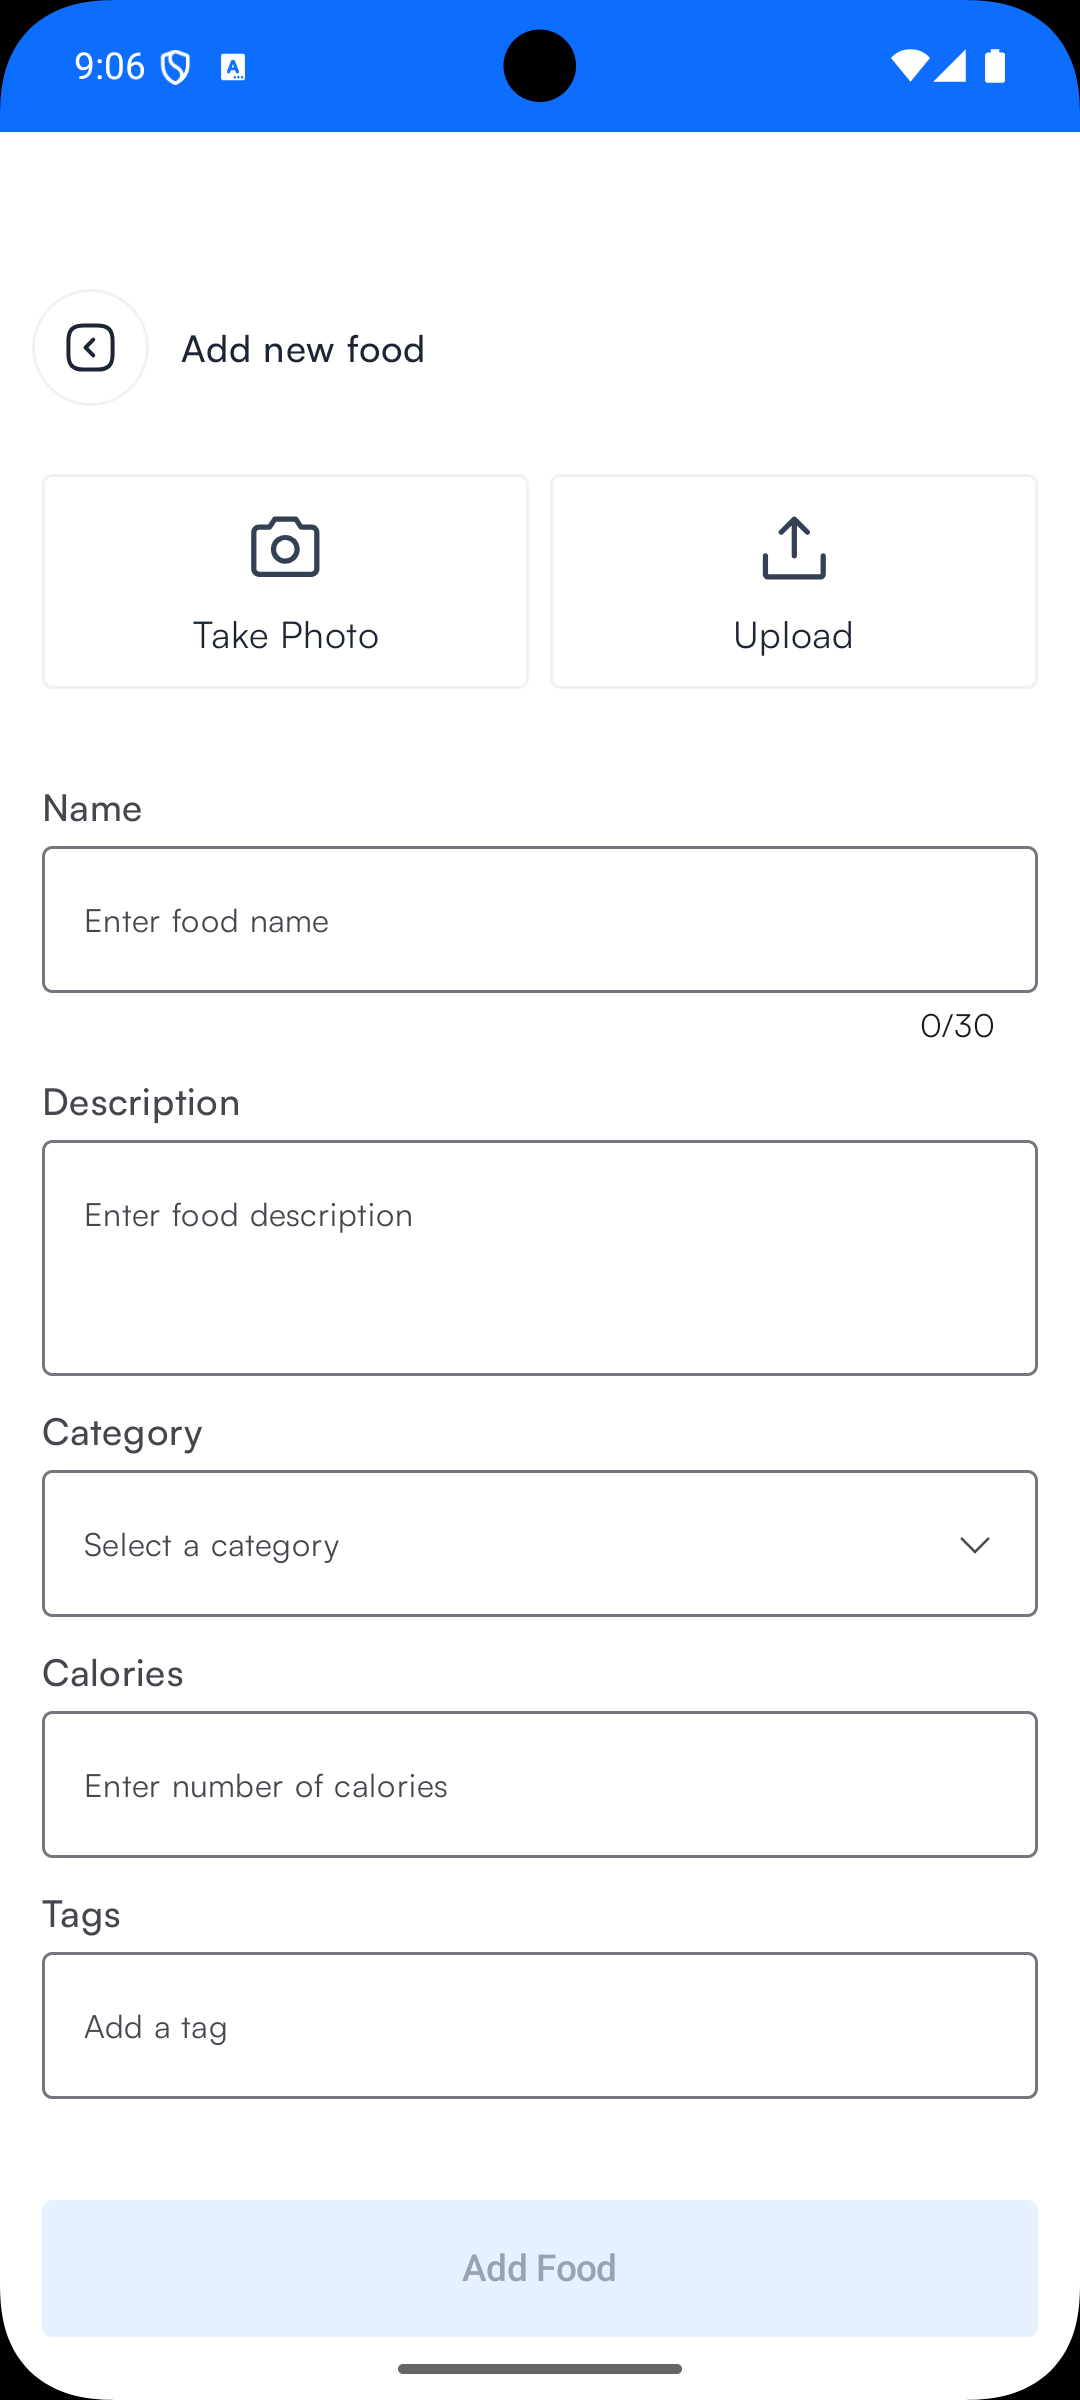 9:06
Add new food
Take Photo
Upload
Name
Enter food name
0/30
Description
Enter food description
Category
Select a category
Calories
Enter number of calories
Tags
Add a tag
Add Food